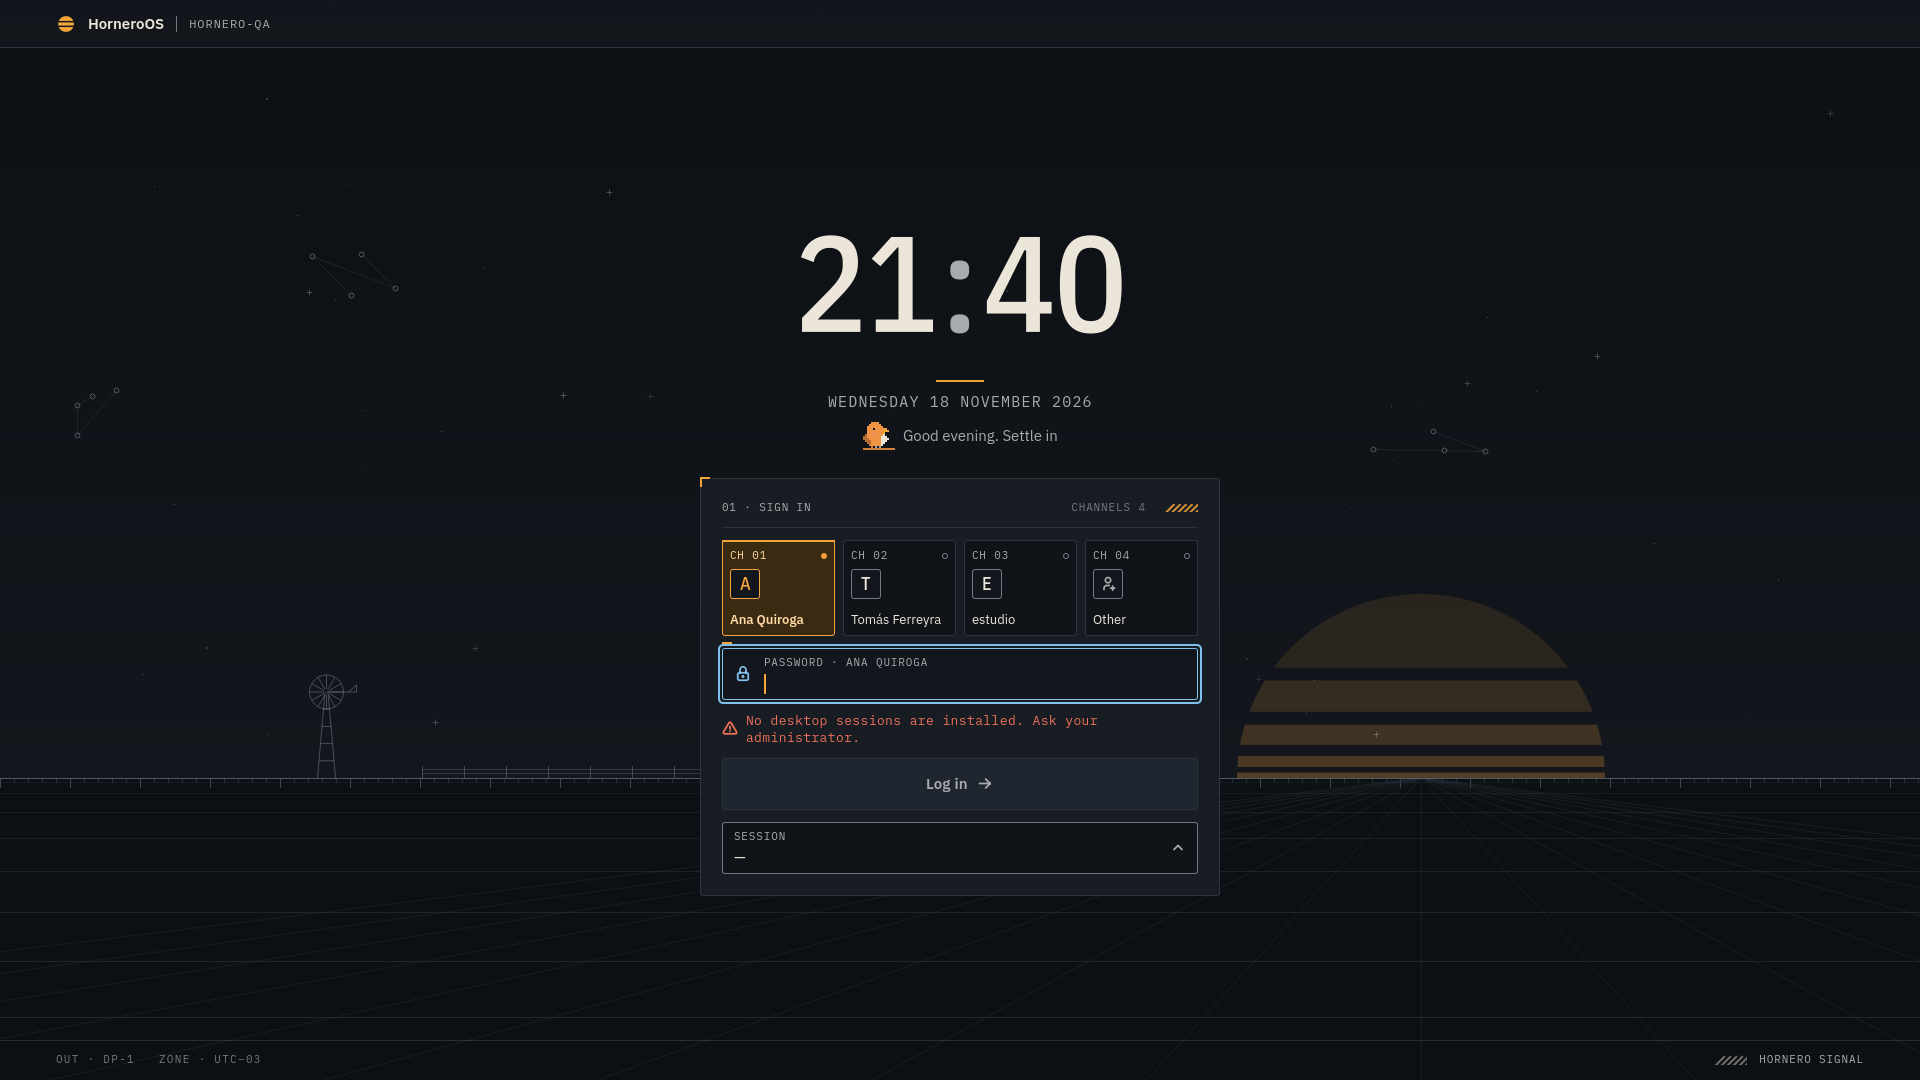 HorneroOS HORNERO-QA
21:40
WEDNESDAY 18 NOVEMBER 2026
Good evening. Settle in
01 · SIGN IN CHANNELS 4
CH 01 CH 02 CH 03 CH 04
A T E
Ana Quiroga Tomás Ferreyra estudio Other
PASSWORD · ANA QUIROGA
No desktop sessions are installed. Ask your
administrator.
Log in
SESSION
—
OUT · DP-1 ZONE · UTC-03 HORNERO SIGNAL